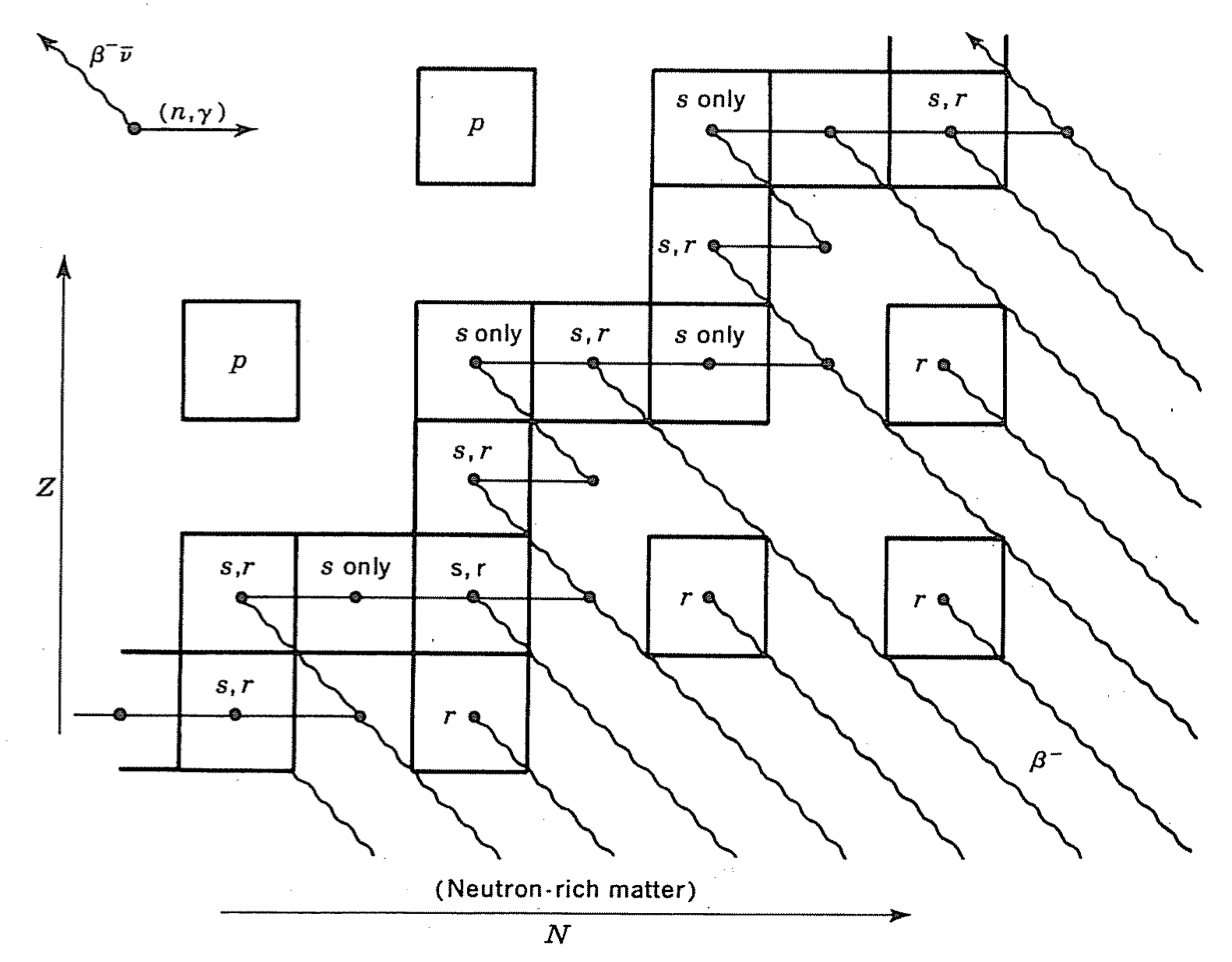 β⁻ν̄
(n,γ)
p
s only
s, r
s, r
p
s only
s, r
s only
r
Z
s, r
s,r
s only
s, r
r
r
s, r
r
β⁻
(Neutron-rich matter)
N